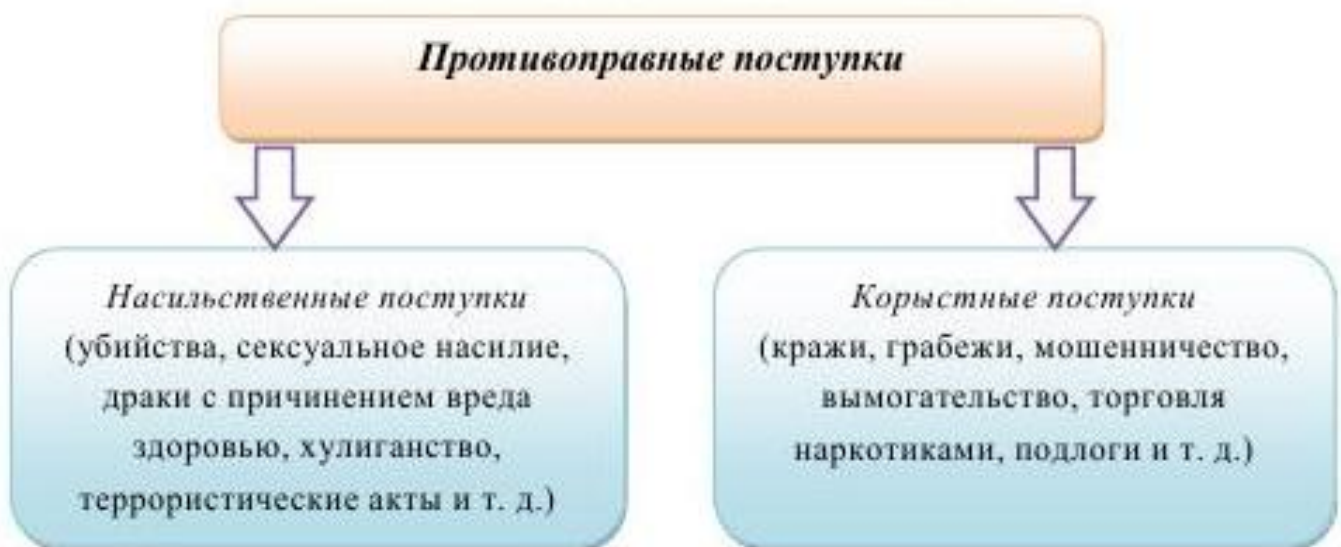 Противоправные поступки
Насильственные поступки
(убийства, сексуальное насилие,
драки с причинением вреда
здоровью, хулиганство,
террористические акты и т. д.)
Корыстные поступки
(кражи, грабежи, мошенничество,
вымогательство, торговля
наркотиками, подлоги и т. д.)